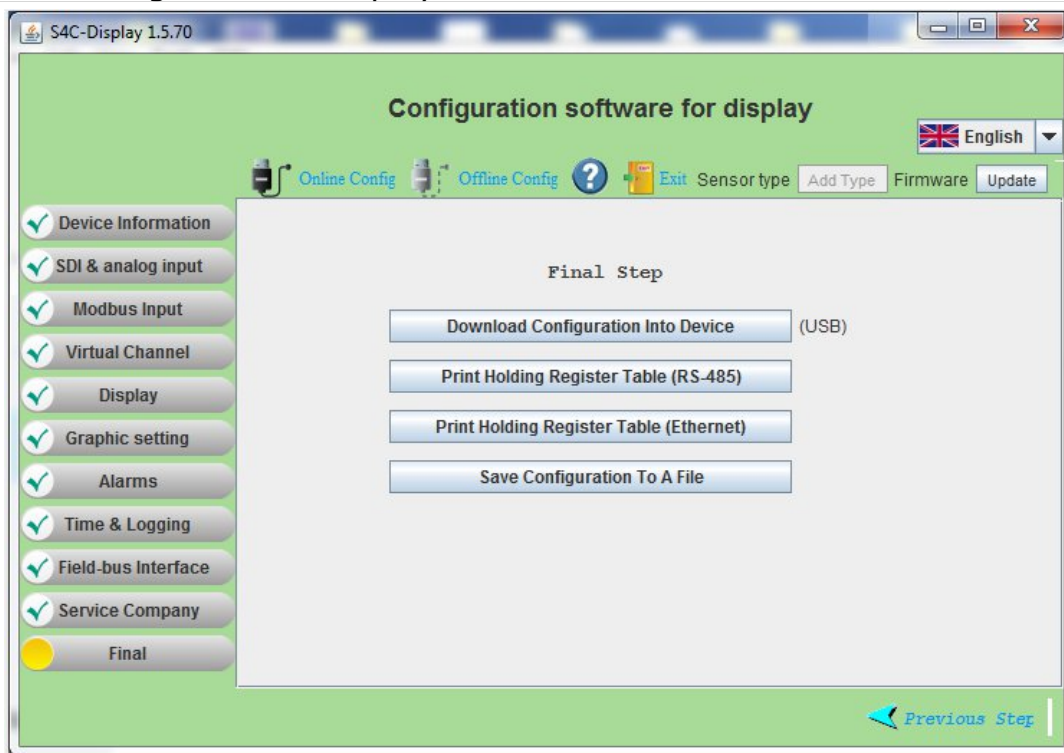 S4C-Display 1.5.70
Configuration software for display
English
Online Config Offline Config ? Exit Sensor type Add Type Firmware Update
Device Information
SDI & analog input
Modbus Input
Virtual Channel
Display
Graphic setting
Alarms
Time & Logging
Field-bus Interface
Service Company
Final
Final Step
Download Configuration Into Device (USB)
Print Holding Register Table (RS-485)
Print Holding Register Table (Ethernet)
Save Configuration To A File
Previous Step